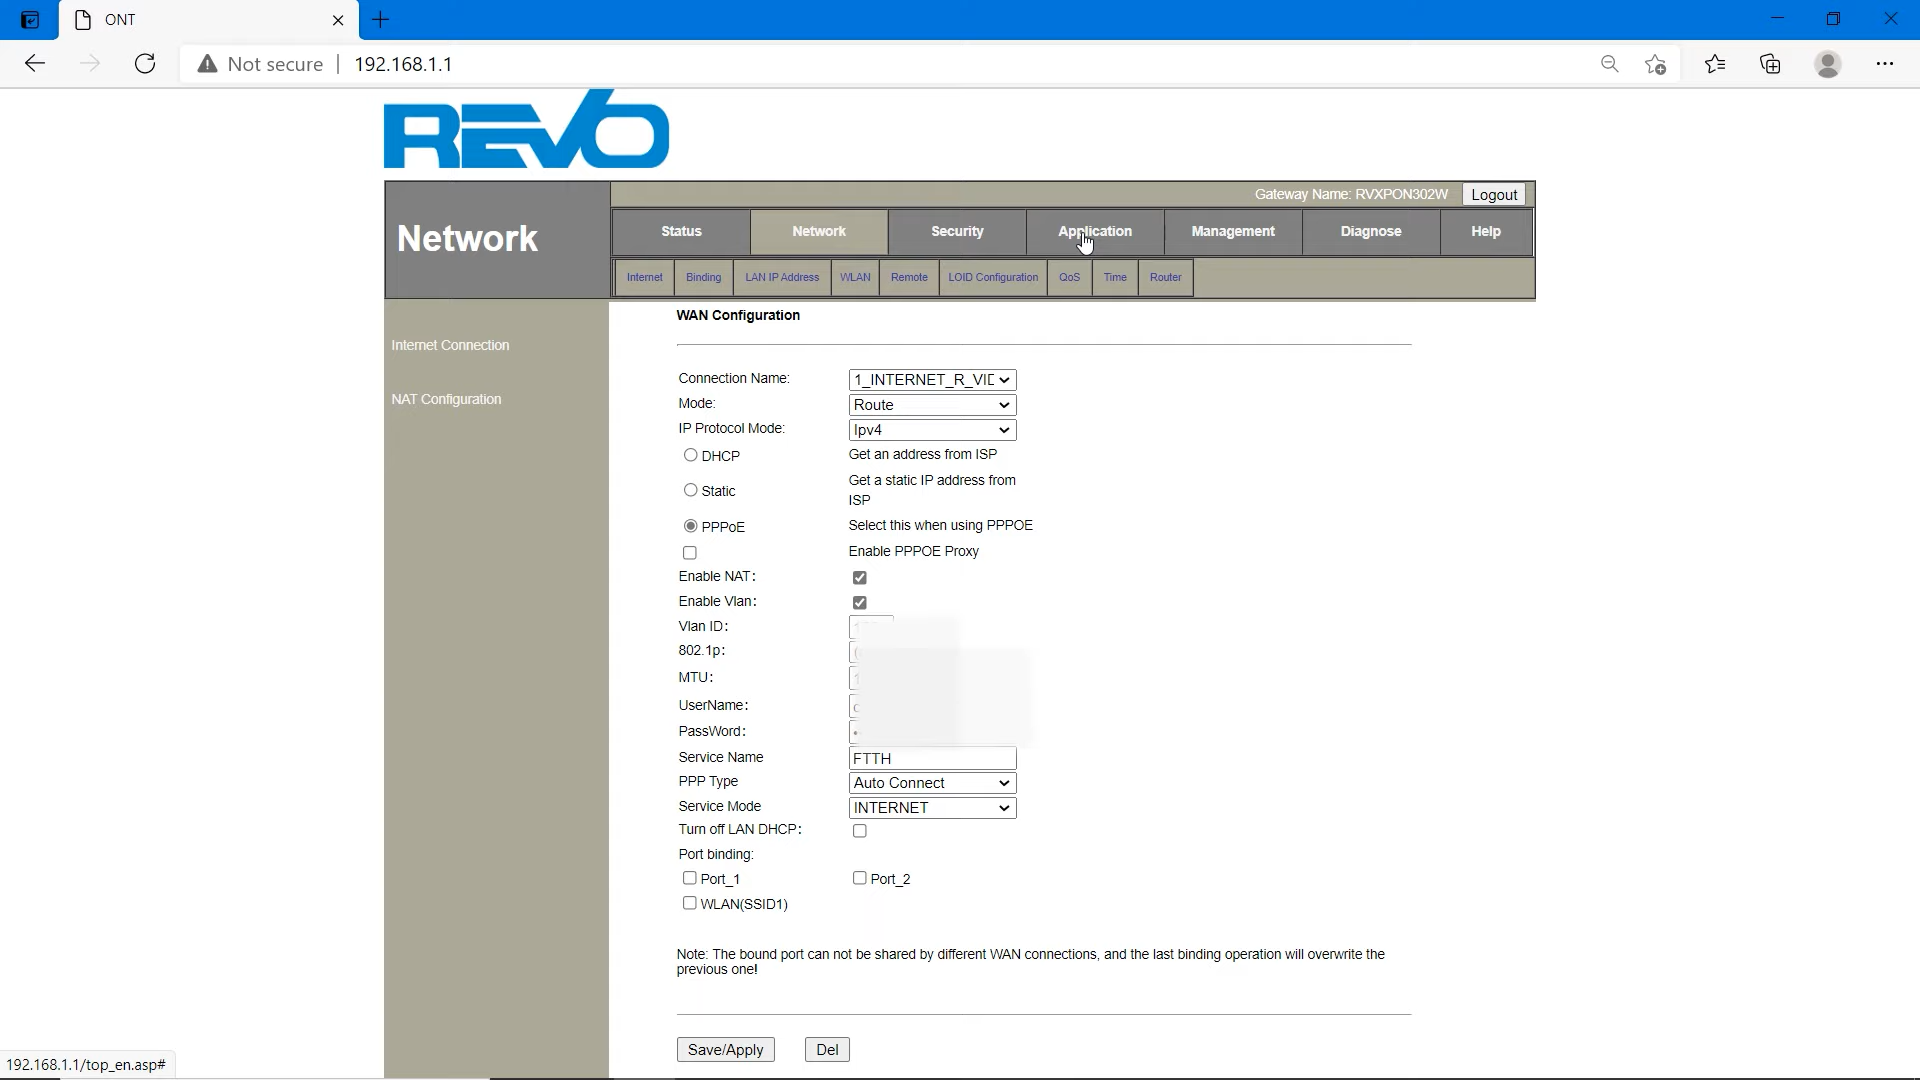 ONT
Not secure | 192.168.1.1
REVO
Gateway Name: RVXPON302W Logout
Network
Status Network Security Application Management Diagnose Help
Internet Binding LAN IP Address WLAN Remote LOID Configuration QoS Time Router
Internet Connection
NAT Configuration
WAN Configuration
Connection Name: 1_INTERNET_R_VID
Mode: Route
IP Protocol Mode: Ipv4
DHCP Get an address from ISP
Static Get a static IP address from
ISP
PPPoE Select this when using PPPOE
Enable PPPOE Proxy
Enable NAT:
Enable Vlan:
Vlan ID:
802.1p:
MTU:
UserName:
PassWord:
Service Name FTTH
PPP Type Auto Connect
Service Mode INTERNET
Turn off LAN DHCP:
Port binding:
Port_1 Port_2
WLAN(SSID1)
Note: The bound port can not be shared by different WAN connections, and the last binding operation will overwrite the
previous one!
Save/Apply Del
192.168.1.1/top_en.asp#